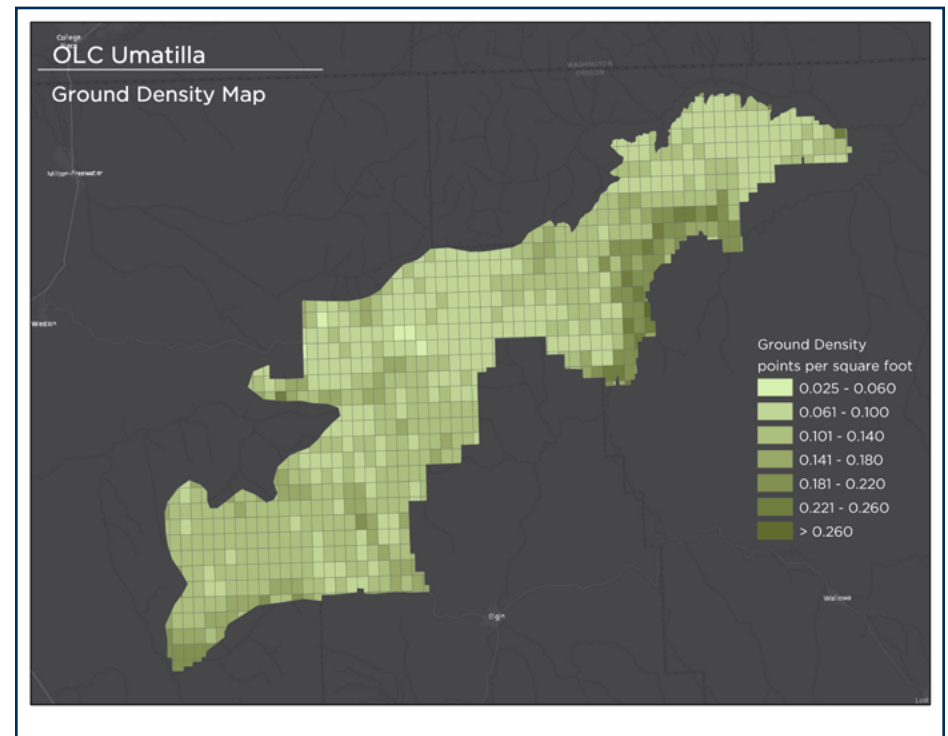 College
Place
OLC Umatilla
Ground Density Map
WASHINGTON
OREGON
Milton-Freewater
Weston
Ground Density
points per square foot
0.025 - 0.060
0.061 - 0.100
0.101 - 0.140
0.141 - 0.180
0.181 - 0.220
0.221 - 0.260
> 0.260
Wallowa
Elgin
Lost